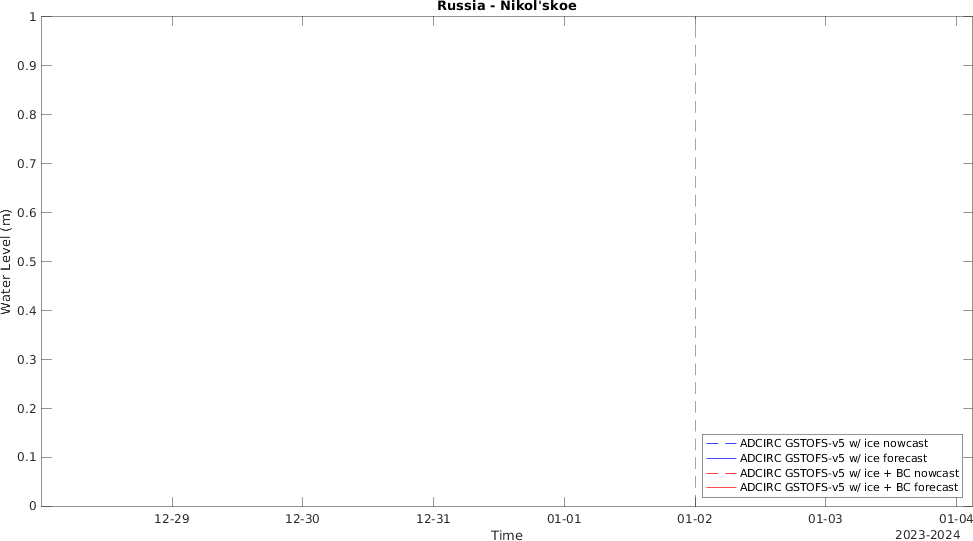 Russia - Nikol'skoe
1
0.9
0.8
0.7
0.6
0.5
0.4
0.3
0.2
0.1
0
Water Level (m)
ADCIRC GSTOFS-v5 w/ ice nowcast
ADCIRC GSTOFS-v5 w/ ice forecast
ADCIRC GSTOFS-v5 w/ ice + BC nowcast
ADCIRC GSTOFS-v5 w/ ice + BC forecast
12-29 12-30 12-31 01-01 01-02 01-03 01-04
Time
2023-2024